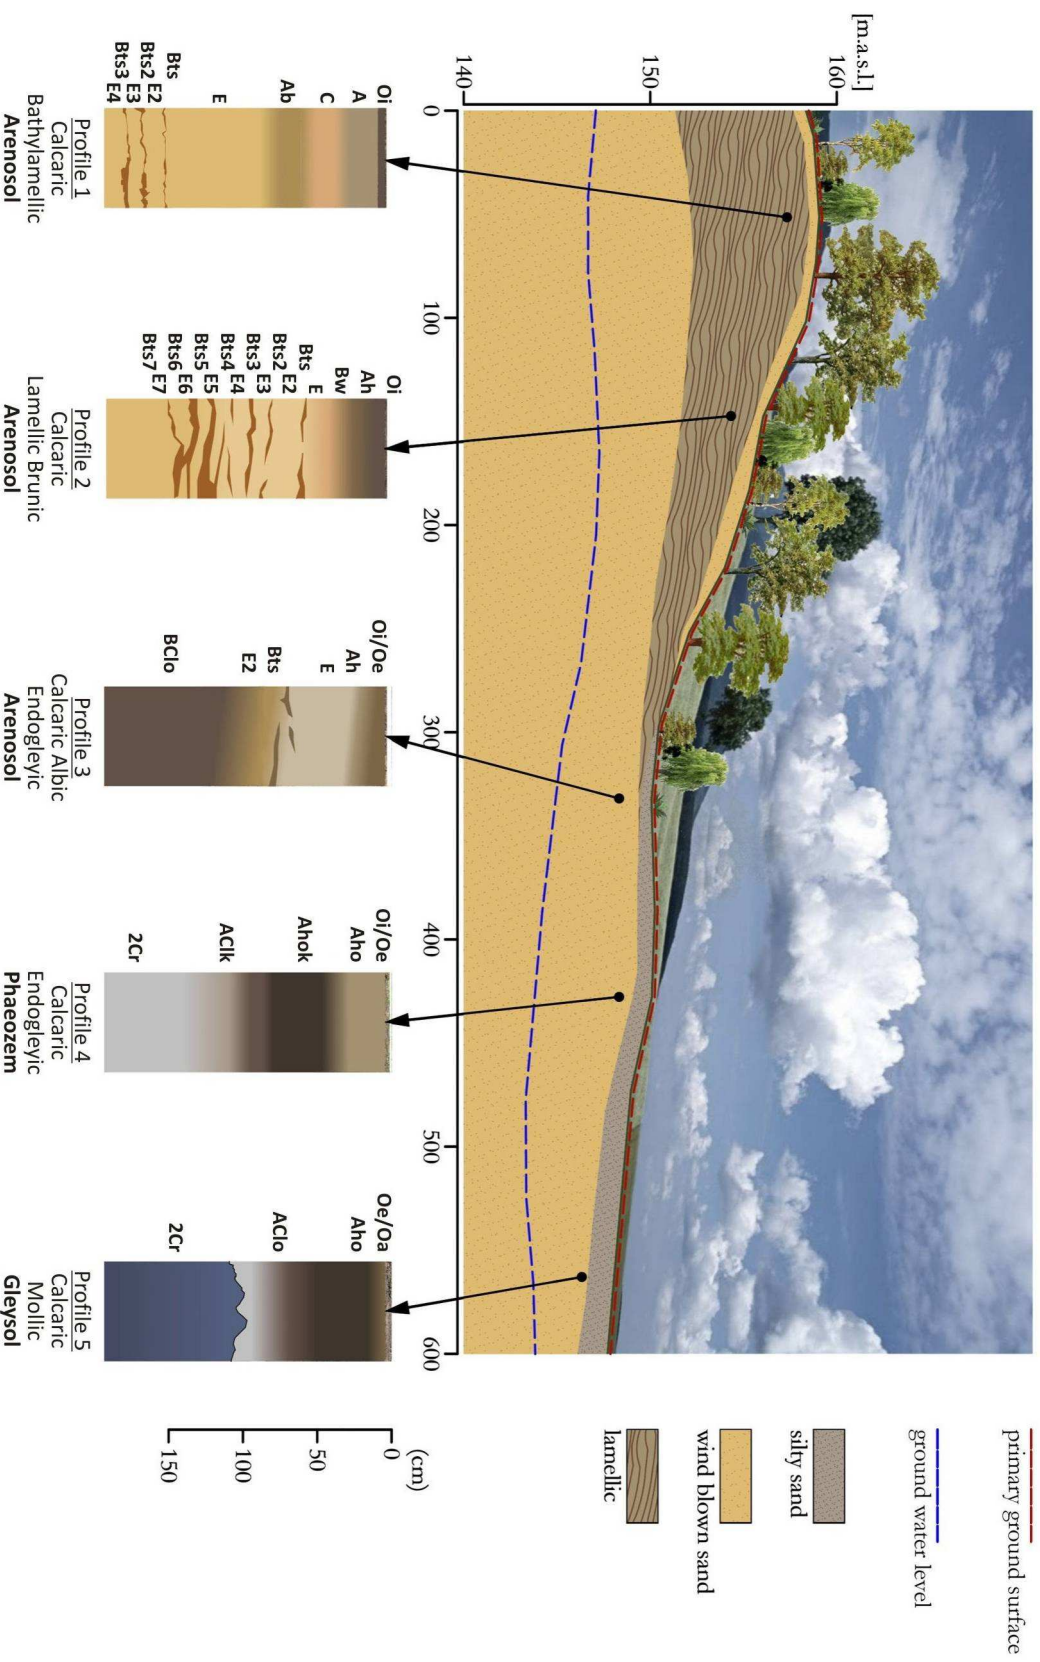 [m.a.s.l.]
160
150
140
0
100
200
300
400
500
600
primary ground surface
ground water level
silty sand
wind blown sand
lamellic
Oi
A
C
Ab
E
Bts
E2
Bts2
E3
Bts3
E4
Profile 1
Calcaric
Bathylamellic
Arenosol
Oi
Ah
Bw
E
Bts
E2
Bts2
E3
Bts3
E4
Bts4
E5
Bts5
E6
Bts6
E7
Bts7
Profile 2
Calcaric
Lamellic Brunic
Arenosol
Oi/Oe
Ah
E
Bts
E2
BClo
Profile 3
Calcaric Albic
Endogleyic
Arenosol
Oi/Oe
Aho
Ahok
AClk
2Cr
Profile 4
Calcaric
Endogleyic
Phaeozem
Oe/Oa
Aho
AClo
2Cr
Profile 5
Calcaric
Mollic
Gleysol
(cm)
0
50
100
150